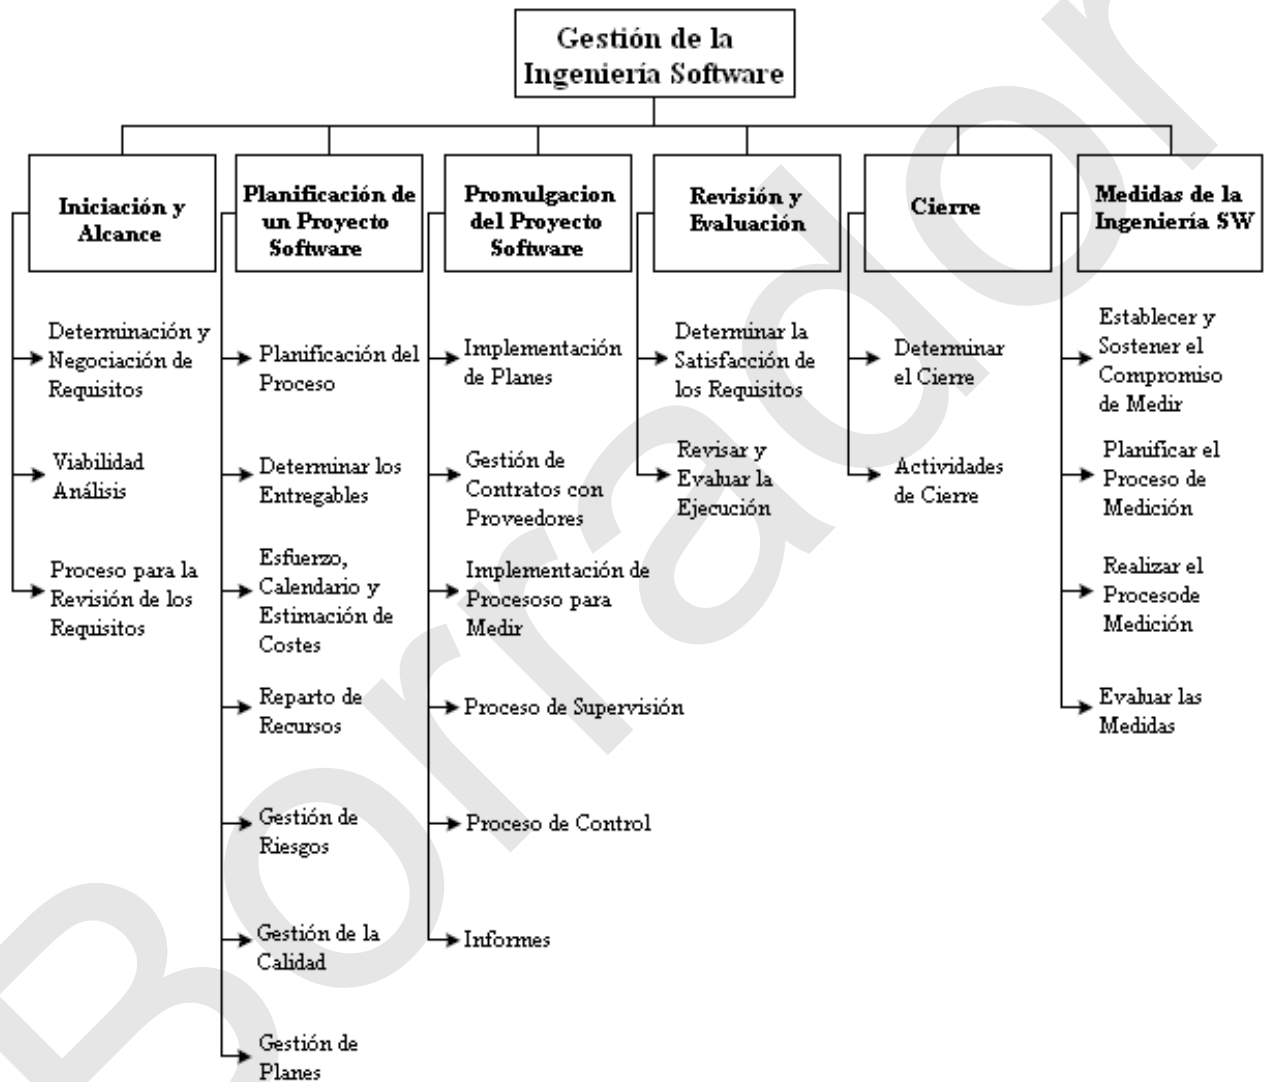 Gestión de la
Ingeniería Software
Iniciación y
Alcance
Determinación y
Negociación de
Requisitos
Viabilidad
Análisis
Proceso para la
Revisión de los
Requisitos
Planificación de
un Proyecto
Software
Planificación del
Proceso
Determinar los
Entregables
Esfuerzo,
Calendario y
Estimación de
Costes
Reparto de
Recursos
Gestión de
Riesgos
Gestión de la
Calidad
Gestión de
Planes
Promulgacion
del Proyecto
Software
Implementación
de Planes
Gestión de
Contratos con
Proveedores
Implementación de
Procesoso para
Medir
Proceso de Supervisión
Proceso de Control
Informes
Revisión y
Evaluación
Determinar la
Satisfacción de
los Requisitos
Revisar y
Evaluar la
Ejecución
Cierre
Determinar
el Cierre
Actividades
de Cierre
Medidas de la
Ingeniería SW
Establecer y
Sostener el
Compromiso
de Medir
Planificar el
Proceso de
Medición
Realizar el
Procesode
Medición
Evaluar las
Medidas
Borrador